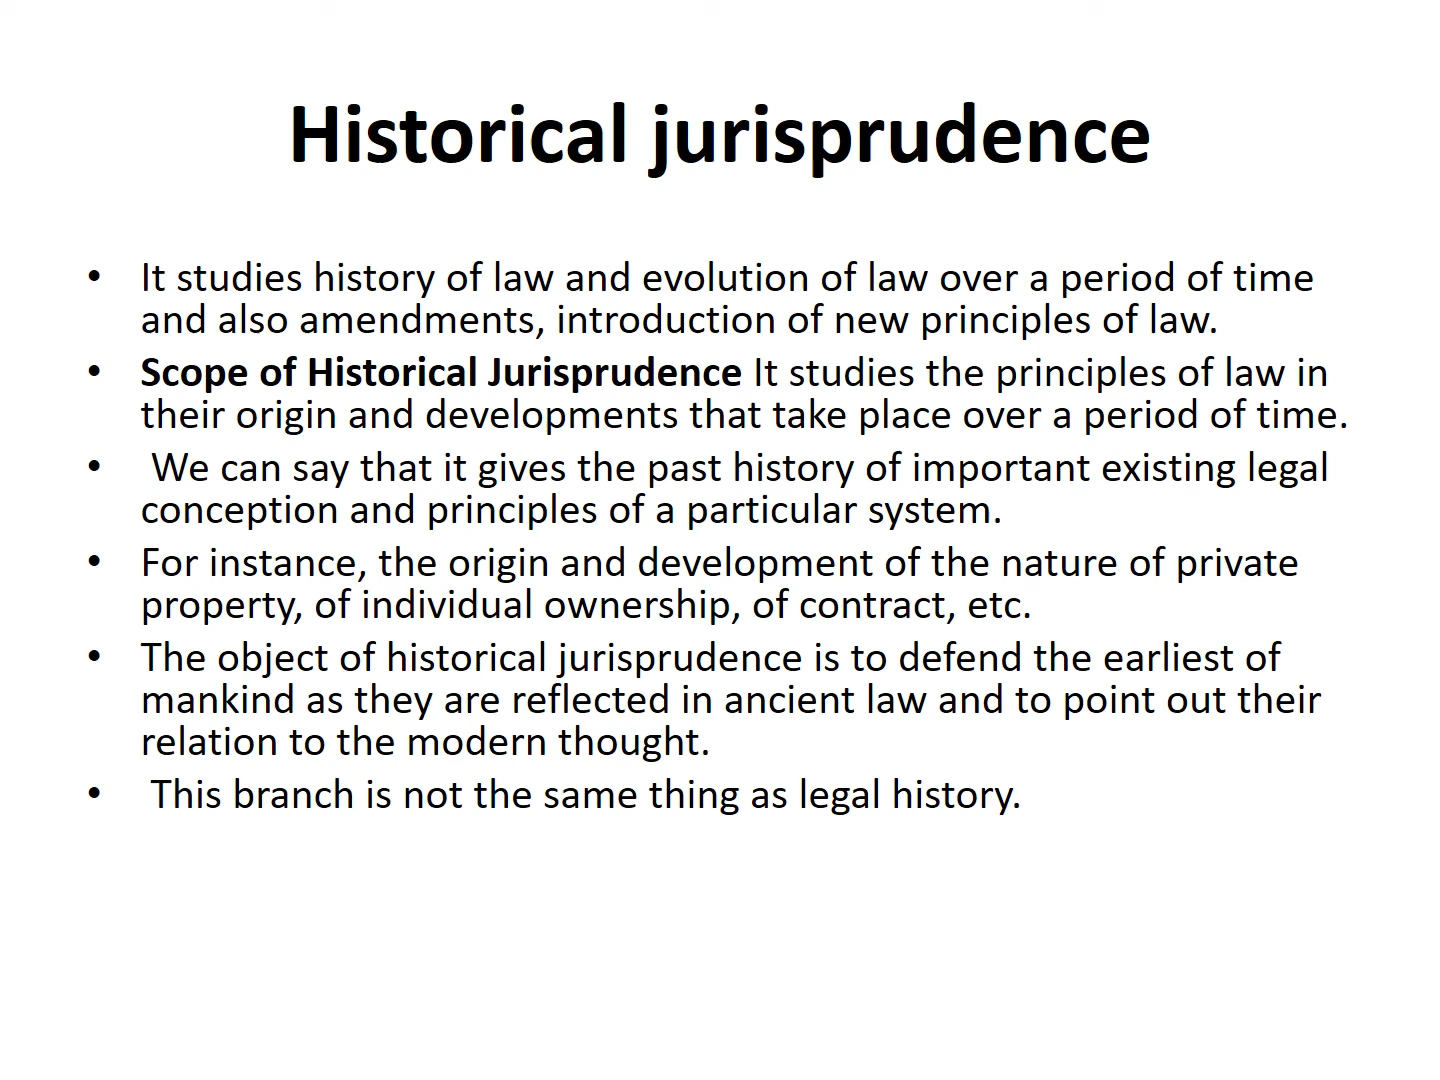 Historical jurisprudence
• It studies history of law and evolution of law over a period of time
and also amendments, introduction of new principles of law.
• Scope of Historical Jurisprudence It studies the principles of law in
their origin and developments that take place over a period of time.
• We can say that it gives the past history of important existing legal
conception and principles of a particular system.
• For instance, the origin and development of the nature of private
property, of individual ownership, of contract, etc.
• The object of historical jurisprudence is to defend the earliest of
mankind as they are reflected in ancient law and to point out their
relation to the modern thought.
• This branch is not the same thing as legal history.